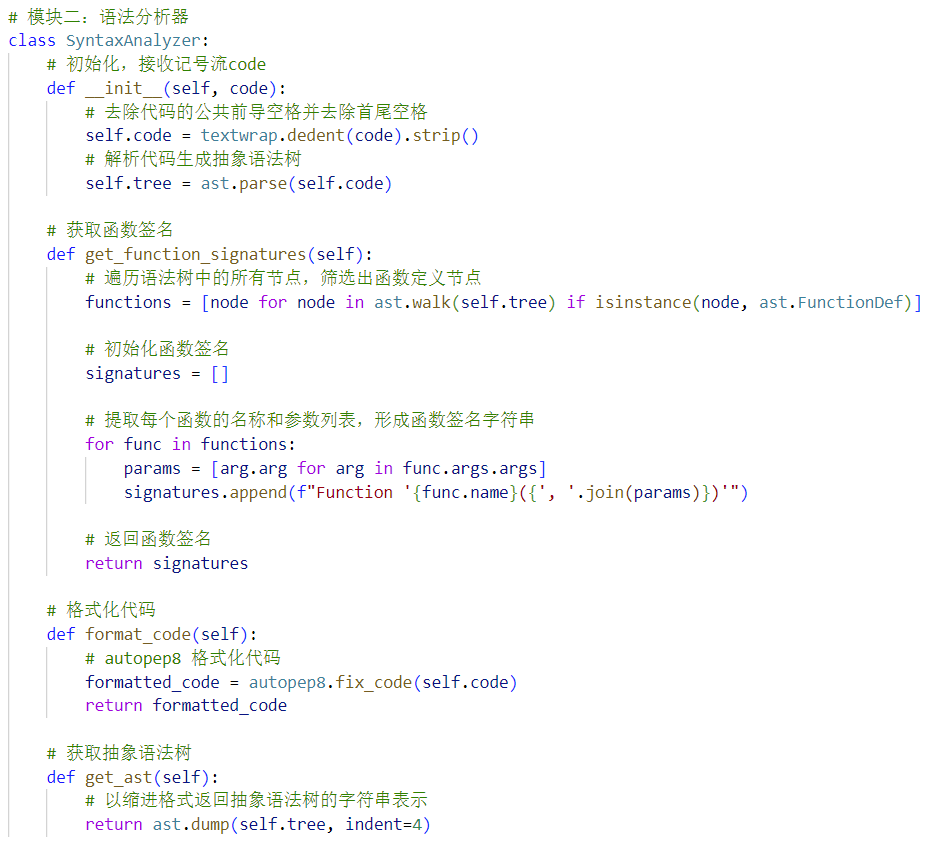 # 模块二：语法分析器
class SyntaxAnalyzer:
    # 初始化，接收记号流code
    def __init__(self, code):
        # 去除代码的公共前导空格并去除首尾空格
        self.code = textwrap.dedent(code).strip()
        # 解析代码生成抽象语法树
        self.tree = ast.parse(self.code)

    # 获取函数签名
    def get_function_signatures(self):
        # 遍历语法树中的所有节点，筛选出函数定义节点
        functions = [node for node in ast.walk(self.tree) if isinstance(node, ast.FunctionDef)]

        # 初始化函数签名
        signatures = []

        # 提取每个函数的名称和参数列表，形成函数签名字符串
        for func in functions:
            params = [arg.arg for arg in func.args.args]
            signatures.append(f"Function '{func.name}({', '.join(params)})'")

        # 返回函数签名
        return signatures

    # 格式化代码
    def format_code(self):
        # autopep8 格式化代码
        formatted_code = autopep8.fix_code(self.code)
        return formatted_code

    # 获取抽象语法树
    def get_ast(self):
        # 以缩进格式返回抽象语法树的字符串表示
        return ast.dump(self.tree, indent=4)